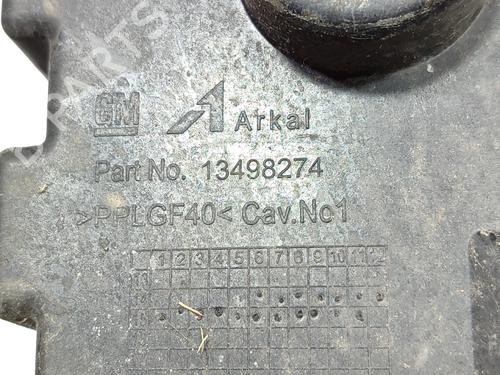 GM Arkal
Part No. 13498274
>PPLGF40< Cav.No1
1 2 3 4 5 6 7 8 9 10 11 12